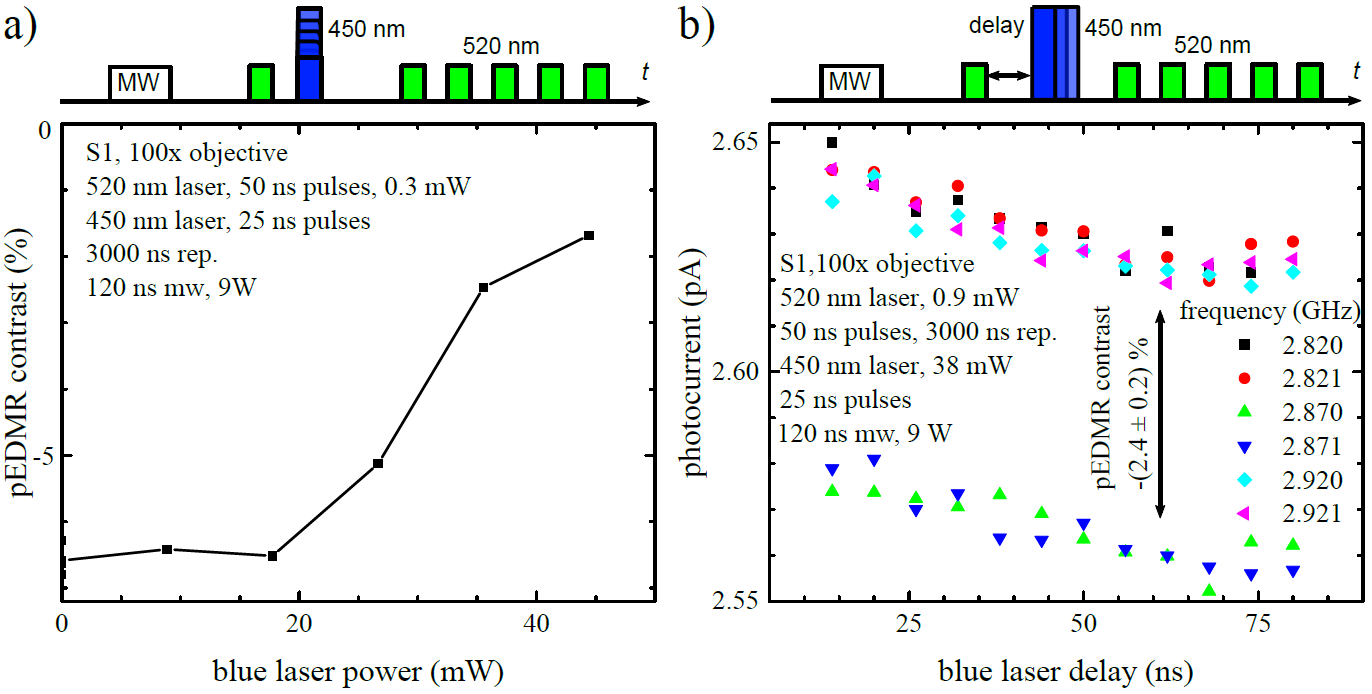 a)
450 nm
520 nm
MW
t
0
-5
pEDMR contrast (%)
S1, 100x objective
520 nm laser, 50 ns pulses, 0.3 mW
450 nm laser, 25 ns pulses
3000 ns rep.
120 ns mw, 9W
0
20
40
blue laser power (mW)
b)
delay
450 nm
520 nm
MW
t
2.65
2.60
2.55
photocurrent (pA)
S1,100x objective
520 nm laser, 0.9 mW
50 ns pulses, 3000 ns rep.
450 nm laser, 38 mW
25 ns pulses
120 ns mw, 9 W
pEDMR contrast
-(2.4 ± 0.2) %
frequency (GHz)
2.820
2.821
2.870
2.871
2.920
2.921
25
50
75
blue laser delay (ns)